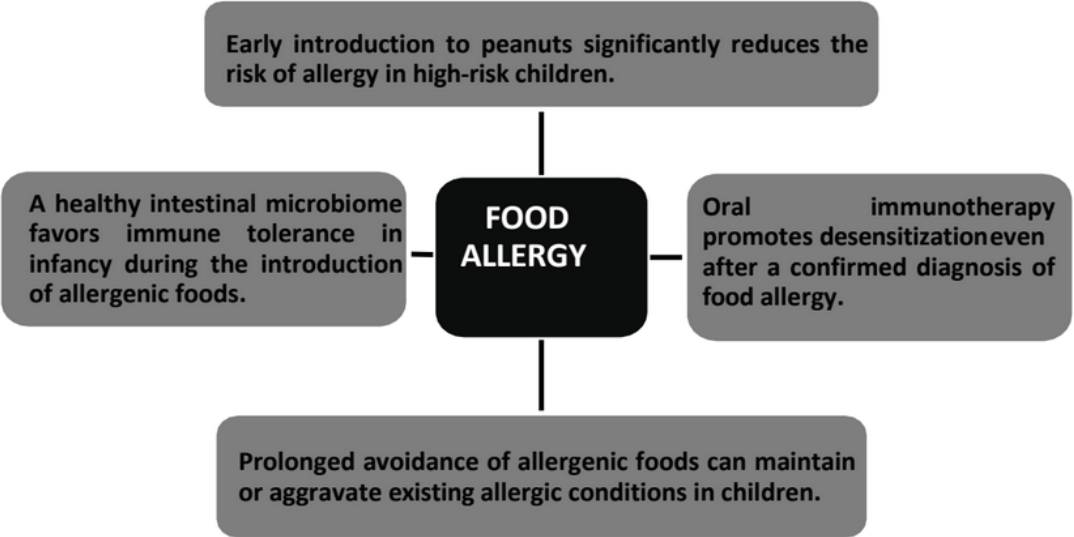 Early introduction to peanuts significantly reduces the
risk of allergy in high-risk children.
A healthy intestinal microbiome
favors immune tolerance in
infancy during the introduction
of allergenic foods.
FOOD
ALLERGY
Oral immunotherapy
promotes desensitizationeven
after a confirmed diagnosis of
food allergy.
Prolonged avoidance of allergenic foods can maintain
or aggravate existing allergic conditions in children.